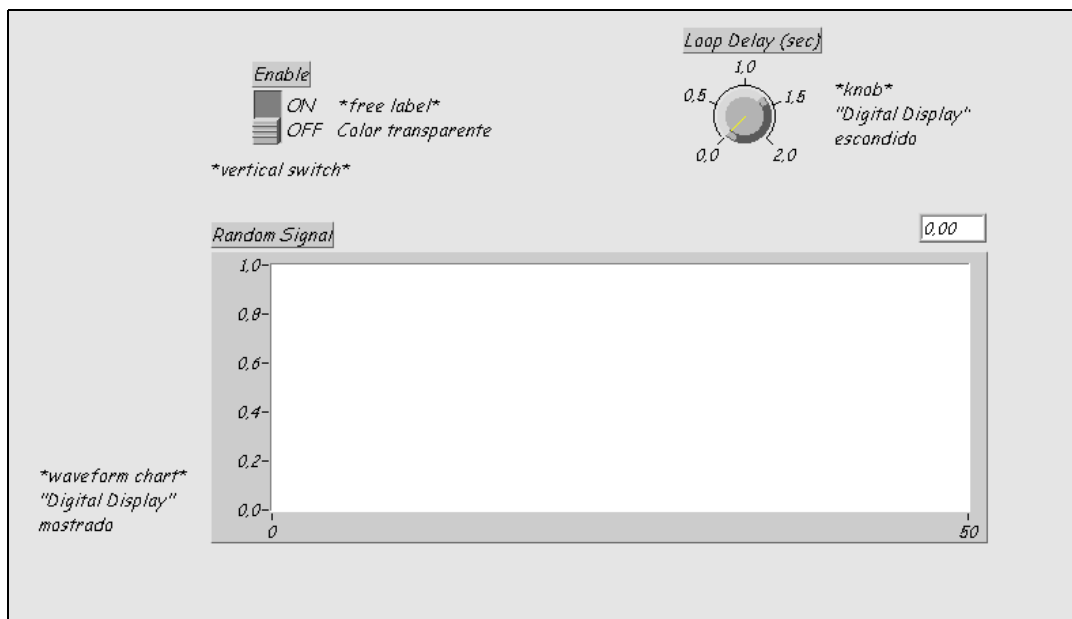 Loop Delay (sec)
1,0
0,5
1,5
0,0
2,0
*knob*
"Digital Display"
escondido
Enable
ON
OFF
*free label*
Color transparente
*vertical switch*
Random Signal
0,00
1,0
0,8
0,6
0,4
0,2
0,0
0
50
*waveform chart*
"Digital Display"
mostrado